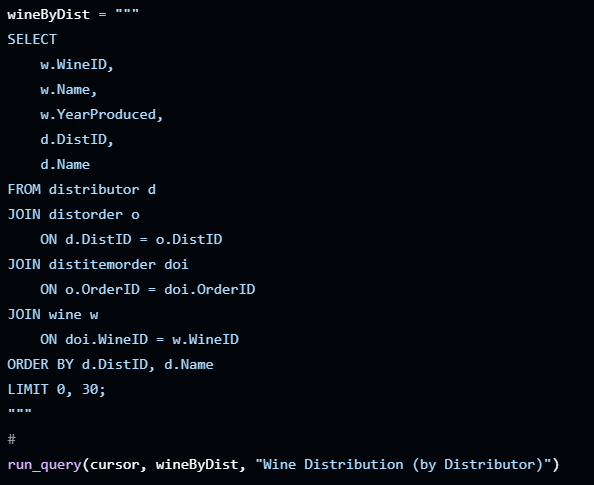 wineByDist = """
SELECT
    w.WineID,
    w.Name,
    w.YearProduced,
    d.DistID,
    d.Name
FROM distributor d
JOIN distorder o
    ON d.DistID = o.DistID
JOIN distitemorder doi
    ON o.OrderID = doi.OrderID
JOIN wine w
    ON doi.WineID = w.WineID
ORDER BY d.DistID, d.Name
LIMIT 0, 30;
"""
#
run_query(cursor, wineByDist, "Wine Distribution (by Distributor)")